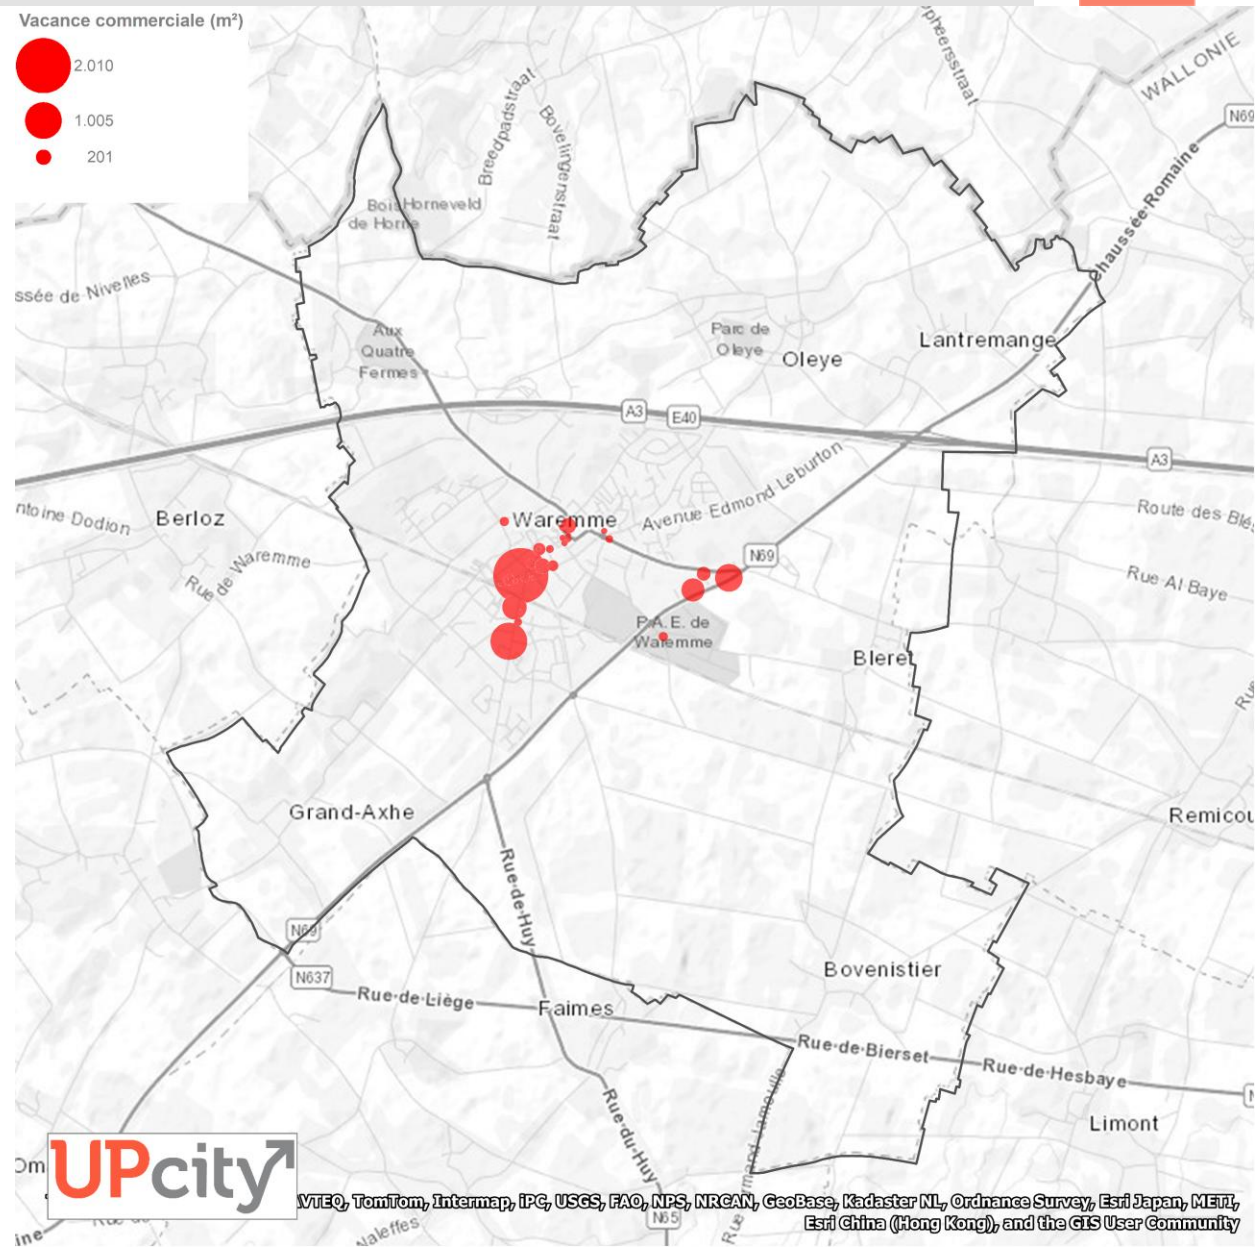 Vacance commerciale (m²)
2.010
1.005
201
WALLONIE
N69
Breedpadstraat
Bovelingenstraat
Chaussée-Romaine
Bois
de Horne
Horneveld
ssée de Nivelles
Aux
Quatre
Fermes
Parc de
Oleye
Oleye
Lantremange
A3
E40
A3
Avenue Edmond Leburton
ntoine Dodion
Berloz
Rue de Waremme
Waremme
N69
Route des Blés
Rue Al Baye
P.A.E. de
Waremme
Bleret
Grand-Axhe
Remicou
Rue-de-Huy
N69
N637
Rue-de-Liège
Faimes
Bovenistier
Rue-de-Bierset
Rue-de-Hesbaye
Rue-du-Huy
Limont
UPcity
AVTEQ, TomTom, Intermap, iPC, USGS, FAO, NPS, NRCAN, GeoBase, Kadaster NL, Ordnance Survey, Esri Japan, METI,
Esri China (Hong Kong), and the GIS User Community
N65
Naleffes